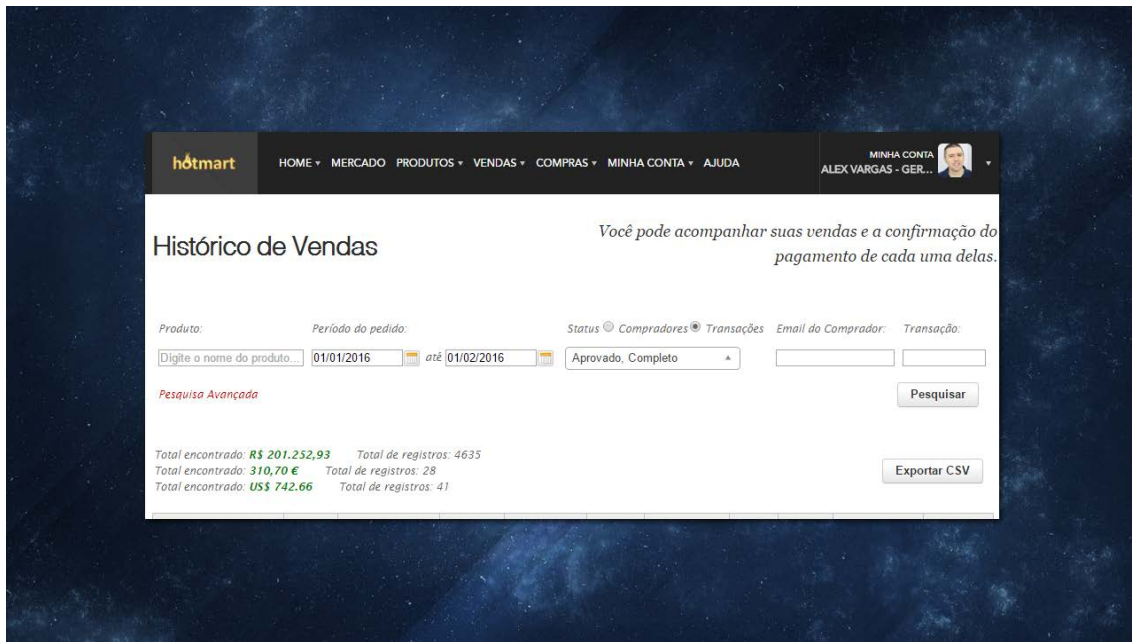 hotmart HOME MERCADO PRODUTOS VENDAS COMPRAS MINHA CONTA AJUDA MINHA CONTA
ALEX VARGAS - GER...
Histórico de Vendas
Você pode acompanhar suas vendas e a confirmação do
pagamento de cada uma delas.
Produto: Período do pedido: Status Compradores Transações Email do Comprador: Transação:
Digite o nome do produto... 01/01/2016 até 01/02/2016 Aprovado, Completo
Pesquisa Avançada Pesquisar
Total encontrado: R$ 201.252,93 Total de registros: 4635
Total encontrado: 310,70 € Total de registros: 28
Total encontrado: US$ 742.66 Total de registros: 41
Exportar CSV